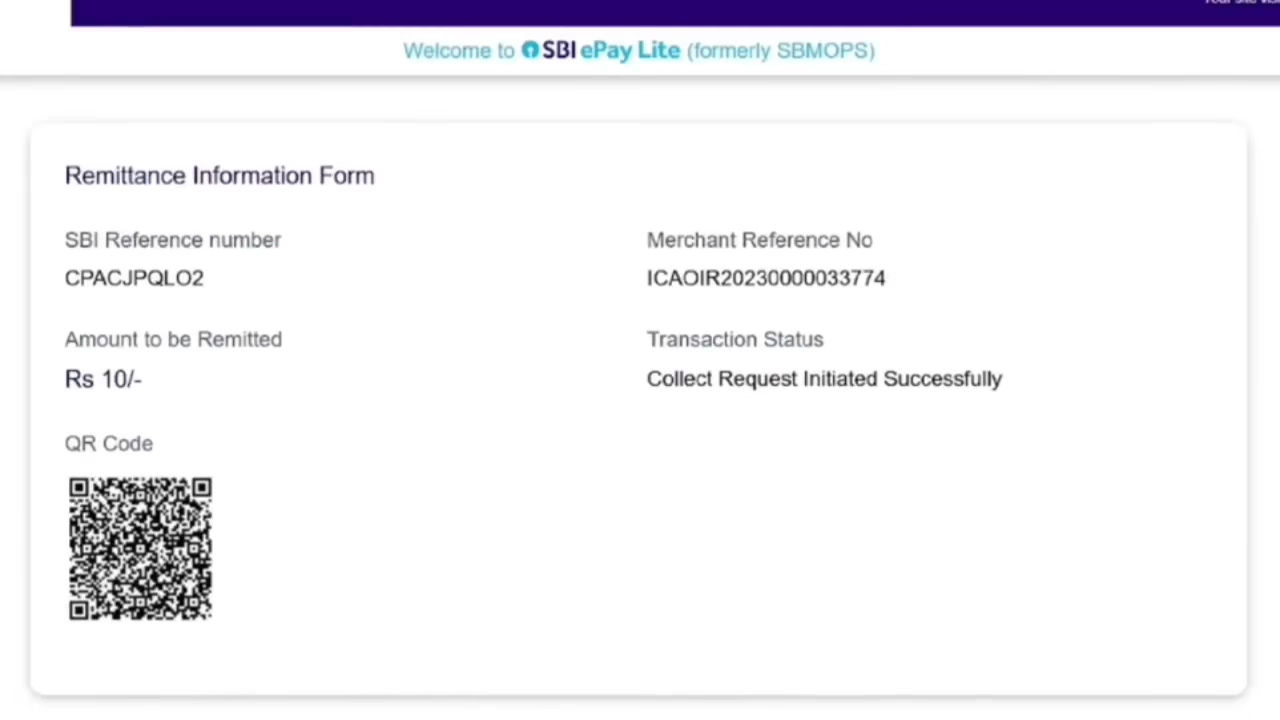 Welcome to SBI ePay Lite (formerly SBMOPS)
Remittance Information Form
SBI Reference number
CPACJPQLO2
Merchant Reference No
ICAOIR20230000033774
Amount to be Remitted
Rs 10/-
Transaction Status
Collect Request Initiated Successfully
QR Code